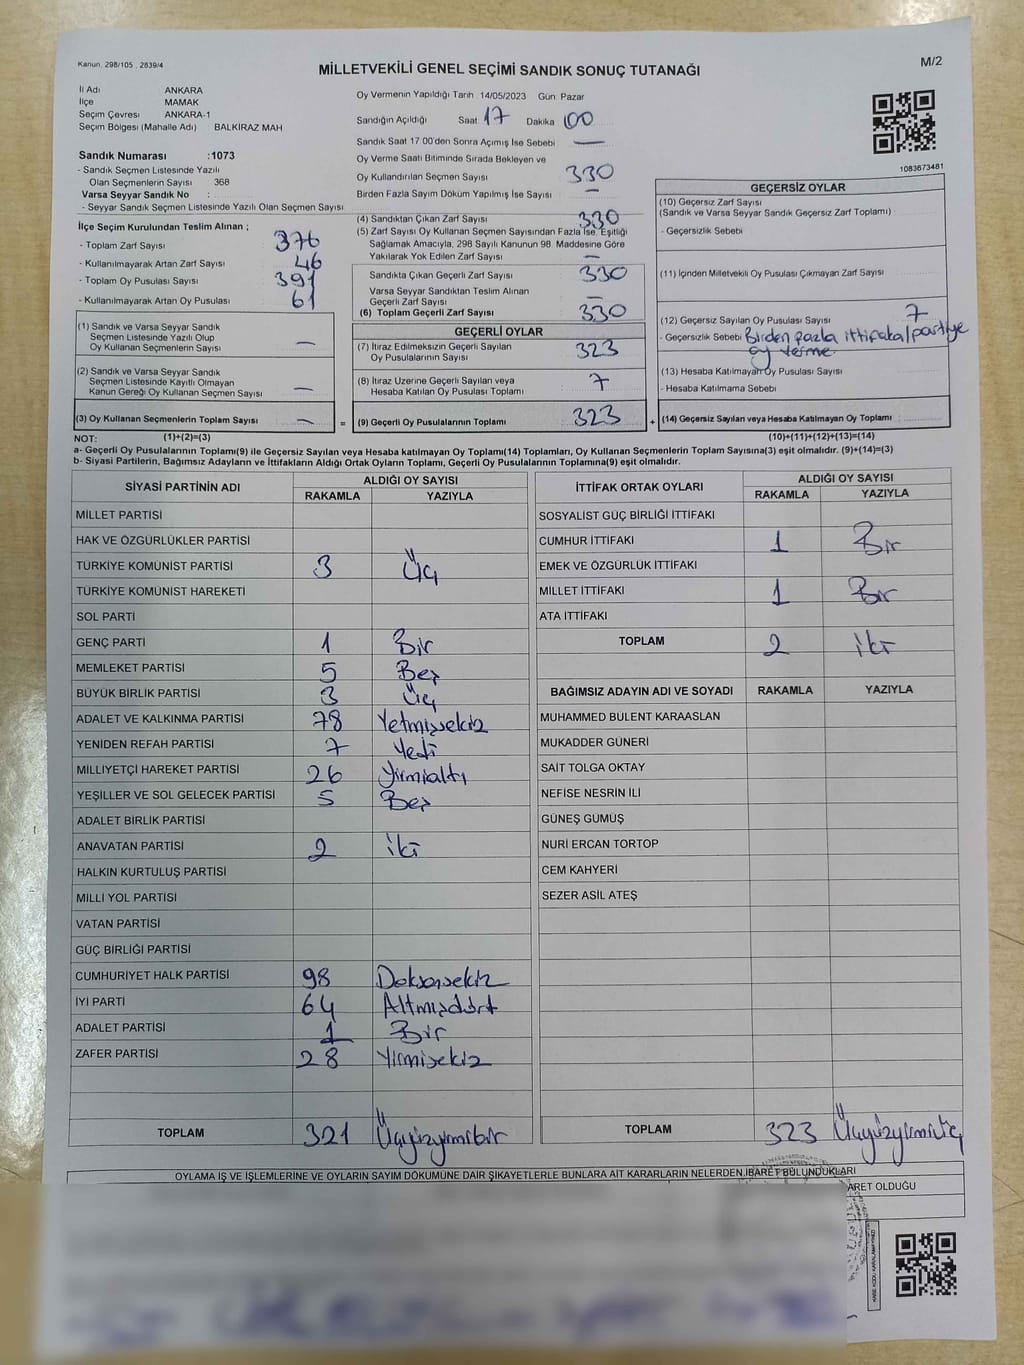 Kanun. 298/105 , 2839/4
MİLLETVEKİLİ GENEL SEÇİMİ SANDIK SONUÇ TUTANAĞI
M/2
İl Adı ANKARA
İlçe MAMAK
Seçim Çevresi ANKARA-1
Seçim Bölgesi (Mahalle Adı) BALKİRAZ MAH
Sandık Numarası :1073
- Sandık Seçmen Listesinde Yazılı
Olan Seçmenlerin Sayısı : 368
Varsa Seyyar Sandık No :
- Seyyar Sandık Seçmen Listesinde Yazılı Olan Seçmen Sayısı
Oy Vermenin Yapıldığı Tarih :14/05/2023 Gün: Pazar
Sandığın Açıldığı Saat 17 Dakika 00
Sandık Saat 17 00'den Sonra Açılmış İse Sebebi —
Oy Verme Saati Bitiminde Sırada Bekleyen ve
Oy Kullandırılan Seçmen Sayısı 330
Birden Fazla Sayım Döküm Yapılmış İse Sayısı —
1083673481
İlçe Seçim Kurulundan Teslim Alınan ;
- Toplam Zarf Sayısı 376
- Kullanılmayarak Artan Zarf Sayısı 46
- Toplam Oy Pusulası Sayısı 391
- Kullanılmayarak Artan Oy Pusulası 61
(1) Sandık ve Varsa Seyyar Sandık
Seçmen Listesinde Yazılı Olup
Oy Kullanan Seçmenlerin Sayısı —
(2) Sandık ve Varsa Seyyar Sandık
Seçmen Listesinde Kayıtlı Olmayan
Kanun Gereği Oy Kullanan Seçmen Sayısı —
(3) Oy Kullanan Seçmenlerin Toplam Sayısı —
=
(4) Sandıktan Çıkan Zarf Sayısı 330
(5) Zarf Sayısı Oy Kullanan Seçmen Sayısından Fazla İse, Eşitliği
Sağlamak Amacıyla, 298 Sayılı Kanunun 98. Maddesine Göre
Yakılarak Yok Edilen Zarf Sayısı —
Sandıkta Çıkan Geçerli Zarf Sayısı 330
Varsa Seyyar Sandıktan Teslim Alınan
Geçerli Zarf Sayısı —
(6) Toplam Geçerli Zarf Sayısı 330
GEÇERLİ OYLAR
(7) İtiraz Edilmeksizin Geçerli Sayılan
Oy Pusulalarının Sayısı 323
(8) İtiraz Üzerine Geçerli Sayılan veya
Hesaba Katılan Oy Pusulası Toplamı 7
(9) Geçerli Oy Pusulalarının Toplamı 323
+
GEÇERSİZ OYLAR
(10) Geçersiz Zarf Sayısı
(Sandık ve Varsa Seyyar Sandık Geçersiz Zarf Toplamı)
- Geçersizlik Sebebi
(11) İçinden Milletvekili Oy Pusulası Çıkmayan Zarf Sayısı
(12) Geçersiz Sayılan Oy Pusulası Sayısı 7
- Geçersizlik Sebebi Birden fazla ittifaka/partiye
oy verme
(13) Hesaba Katılmayan Oy Pusulası Sayısı
- Hesaba Katılmama Sebebi
(14) Geçersiz Sayılan veya Hesaba Katılmayan Oy Toplamı
NOT: (1)+(2)=(3) (10)+(11)+(12)+(13)=(14)
a- Geçerli Oy Pusulalarının Toplamı(9) ile Geçersiz Sayılan veya Hesaba katılmayan Oy Toplamı(14) Toplamları, Oy Kullanan Seçmenlerin Toplam Sayısına(3) eşit olmalıdır. (9)+(14)=(3)
b- Siyasi Partilerin, Bağımsız Adayların ve İttifakların Aldığı Ortak Oyların Toplamı, Geçerli Oy Pusulalarının Toplamına(9) eşit olmalıdır.
SİYASİ PARTİNİN ADI ALDIĞI OY SAYISI
RAKAMLA YAZIYLA
MİLLET PARTİSİ
HAK VE ÖZGÜRLÜKLER PARTİSİ
TÜRKİYE KOMÜNİST PARTİSİ 3 Üç
TÜRKİYE KOMÜNİST HAREKETİ
SOL PARTİ
GENÇ PARTİ 1 Bir
MEMLEKET PARTİSİ 5 Beş
BÜYÜK BİRLİK PARTİSİ 3 Üç
ADALET VE KALKINMA PARTİSİ 78 Yetmişsekiz
YENİDEN REFAH PARTİSİ 7 Yedi
MİLLİYETÇİ HAREKET PARTİSİ 26 Yirmialtı
YEŞİLLER VE SOL GELECEK PARTİSİ 5 Beş
ADALET BİRLİK PARTİSİ
ANAVATAN PARTİSİ 2 iki
HALKIN KURTULUŞ PARTİSİ
MİLLİ YOL PARTİSİ
VATAN PARTİSİ
GÜÇ BİRLİĞİ PARTİSİ
CUMHURİYET HALK PARTİSİ 98 Doksansekiz
İYİ PARTİ 64 Altmışdört
ADALET PARTİSİ 1 Bir
ZAFER PARTİSİ 28 Yirmisekiz
TOPLAM 321 Üçyüzyirmibir
İTTİFAK ORTAK OYLARI ALDIĞI OY SAYISI
RAKAMLA YAZIYLA
SOSYALİST GÜÇ BİRLİĞİ İTTİFAKI
CUMHUR İTTİFAKI 1 Bir
EMEK VE ÖZGÜRLÜK İTTİFAKI
MİLLET İTTİFAKI 1 Bir
ATA İTTİFAKI
TOPLAM 2 iki
BAĞIMSIZ ADAYIN ADI VE SOYADI RAKAMLA YAZIYLA
MUHAMMED BÜLENT KARAASLAN
MUKADDER GÜNERİ
SAİT TOLGA OKTAY
NEFİSE NESRİN İLİ
GÜNEŞ GÜMÜŞ
NURİ ERCAN TORTOP
CEM KAHYERİ
SEZER ASİL ATEŞ
TOPLAM 323 Üçyüzyirmiüç
OYLAMA İŞ VE İŞLEMLERİNE VE OYLARIN SAYIM DÖKÜMÜNE DAİR ŞİKAYETLERLE BUNLARA AİT KARARLARIN NELERDEN İBARET BULUNDUKLARI
ARET OLDUĞU